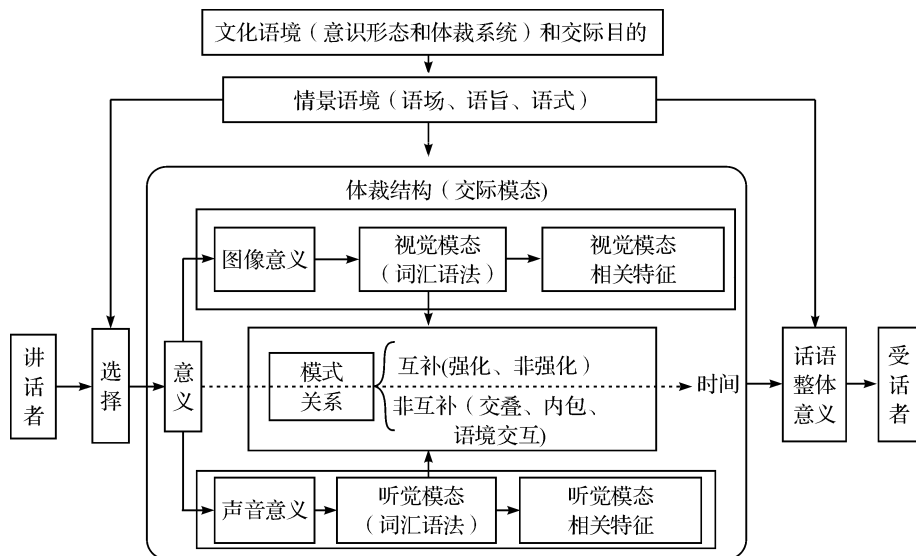 文化语境(意识形态和体裁系统)和交际目的
情景语境(语场、语旨、语式)
体裁结构(交际模态)
图像意义
视觉模态
(词汇语法)
视觉模态
相关特征
讲话者
选择
意义
模式
关系
互补(强化、非强化)
非互补(交叠、内包、
语境交互)
时间
话语
整体
意义
受话者
声音意义
听觉模态
(词汇语法)
听觉模态
相关特征